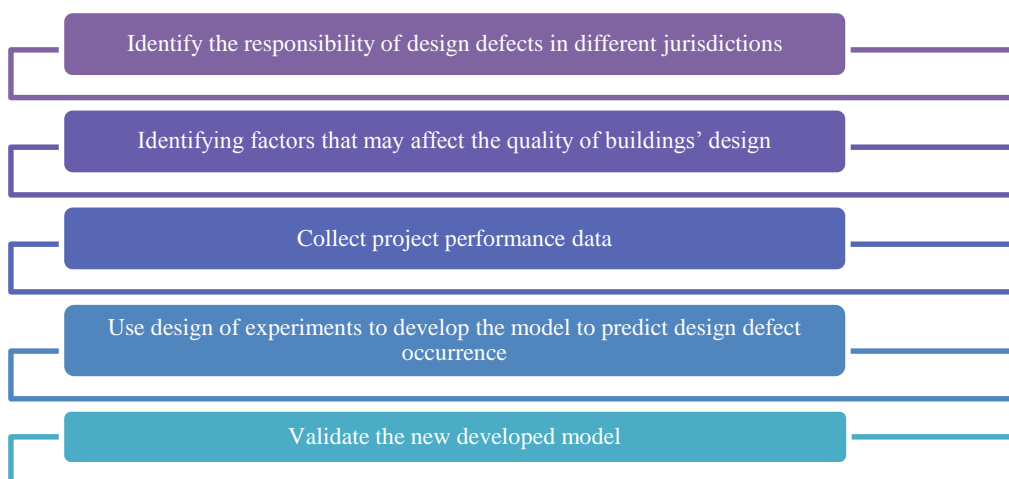 Identify the responsibility of design defects in different jurisdictions
Identifying factors that may affect the quality of buildings’ design
Collect project performance data
Use design of experiments to develop the model to predict design defect
occurrence
Validate the new developed model